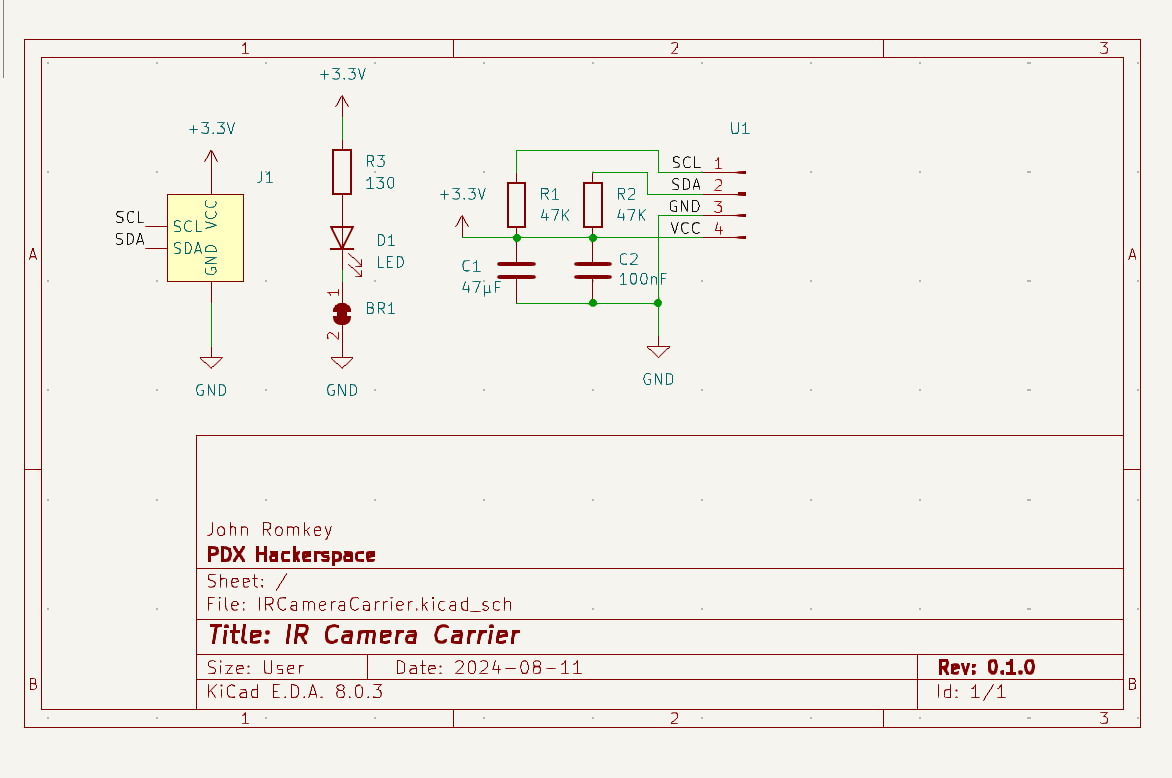 1 2 3
A A
+3.3V
J1
SCL
SDA
SCL
SDA
VCC
GND
GND
+3.3V
R3
130
D1
LED
1
BR1
2
GND
+3.3V
R1
47K
R2
47K
C1
47µF
C2
100nF
GND
U1
SCL 1
SDA 2
GND 3
VCC 4
B B
John Romkey
PDX Hackerspace
Sheet: /
File: IRCameraCarrier.kicad_sch
Title: IR Camera Carrier
Size: User Date: 2024-08-11 Rev: 0.1.0
KiCad E.D.A. 8.0.3 Id: 1/1
1 2 3